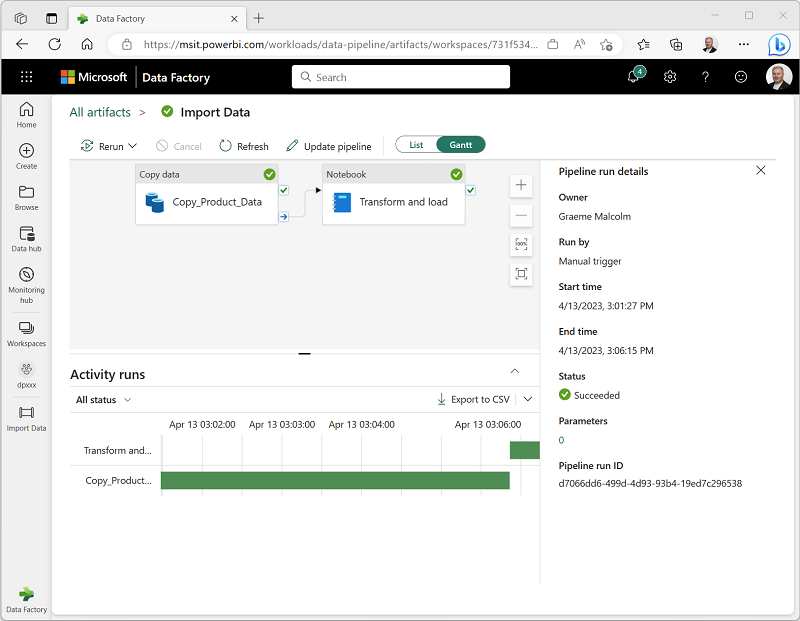 Data Factory
https://msit.powerbi.com/workloads/data-pipeline/artifacts/workspaces/731f534...
Microsoft
Data Factory
Search
4
Home
Create
Browse
Data hub
Monitoring
hub
Workspaces
dpxxx
Import Data
Data Factory
All artifacts > Import Data
Rerun
Cancel
Refresh
Update pipeline
List
Gantt
Copy data
Copy_Product_Data
Notebook
Transform and load
100%
Activity runs
All status
Export to CSV
Apr 13 03:02:00
Apr 13 03:03:00
Apr 13 03:04:00
Apr 13 03:06:00
Transform and...
Copy_Product...
Pipeline run details
Owner
Graeme Malcolm
Run by
Manual trigger
Start time
4/13/2023, 3:01:27 PM
End time
4/13/2023, 3:06:15 PM
Status
Succeeded
Parameters
0
Pipeline run ID
d7066dd6-499d-4d93-93b4-19ed7c296538